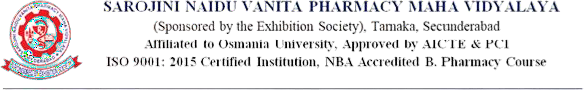 SAROJINI NAIDU VANITA PHARMACY MAHA VIDYALAYA
(Sponsored by the Exhibition Society), Tarnaka, Secunderabad
Affiliated to Osmania University, Approved by AICTE & PCI
ISO 9001: 2015 Certified Institution, NBA Accredited B. Pharmacy Course